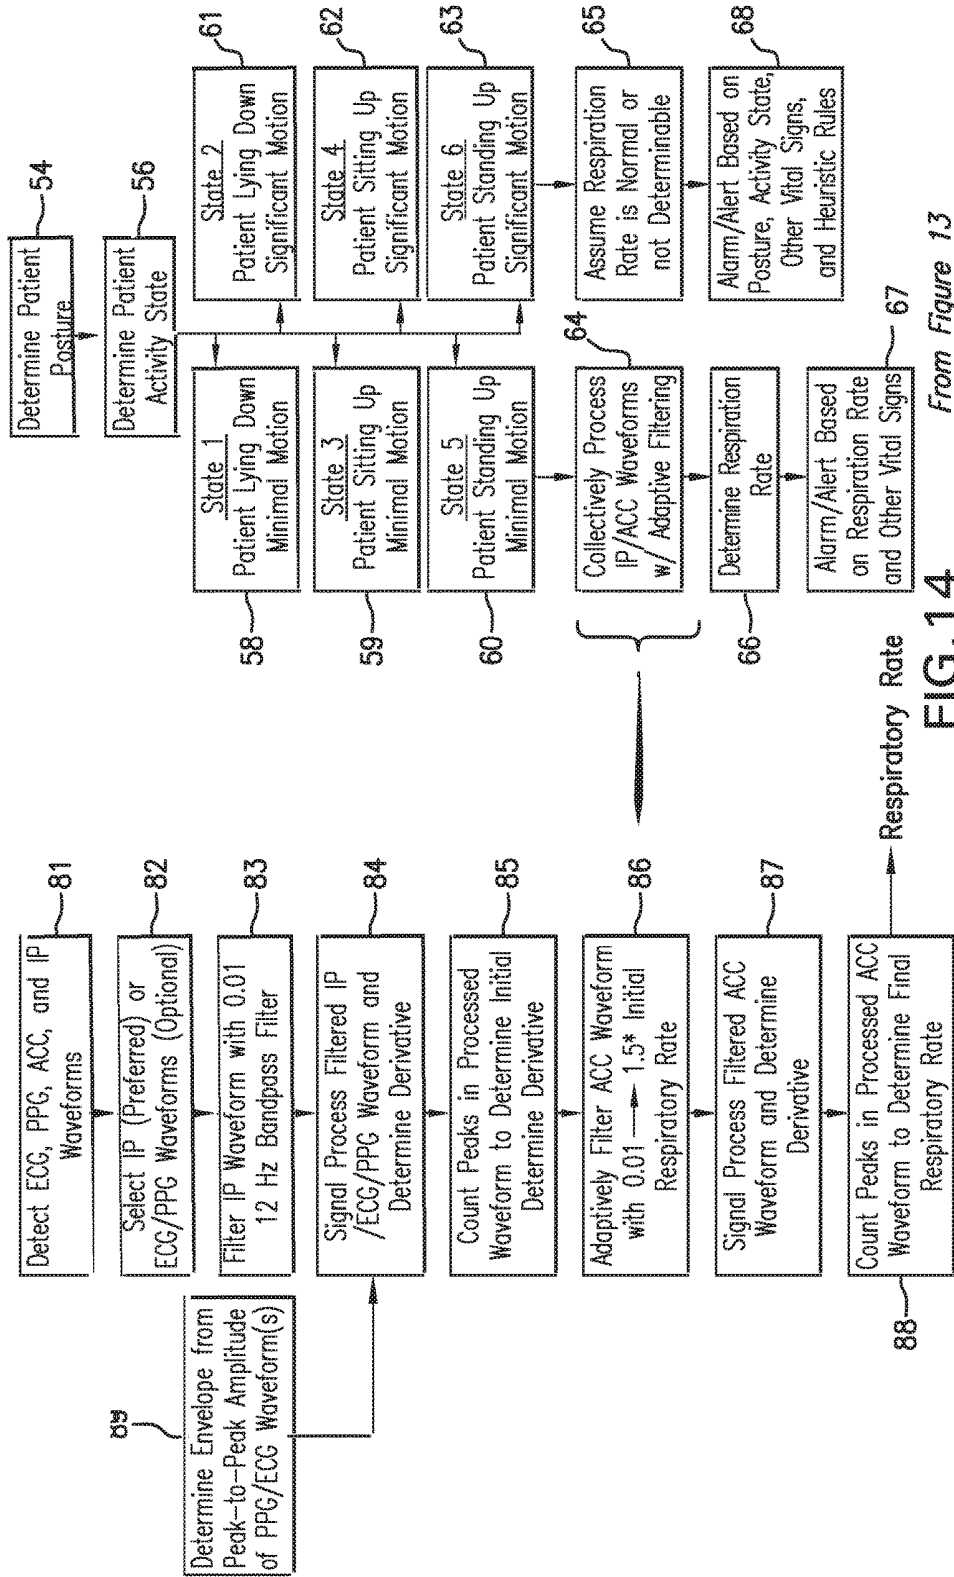 Determine Envelope from
Peak-to-Peak Amplitude
of PPG/ECG Waveform(s)
89
Detect ECG, PPG, ACC, and IP
Waveforms
81
Select IP (Preferred) or
ECG/PPG Waveforms (Optional)
82
Filter IP Waveform with 0.01
12 Hz Bandpass Filter
83
Signal Process Filtered IP
/ECG/PPG Waveform and
Determine Derivative
84
Count Peaks in Processed
Waveform to Determine Initial
Determine Derivative
85
Adaptively Filter ACC Waveform
with 0.01 → 1.5* Initial
Respiratory Rate
86
Signal Process Filtered ACC
Waveform and Determine
Derivative
87
Count Peaks in Processed ACC
Waveform to Determine Final
Respiratory Rate
88
Respiratory Rate
Determine Patient
Posture
54
Determine Patient
Activity State
56
State 1
Patient Lying Down
Minimal Motion
58
State 2
Patient Lying Down
Significant Motion
61
State 3
Patient Sitting Up
Minimal Motion
59
State 4
Patient Sitting Up
Significant Motion
62
State 5
Patient Standing Up
Minimal Motion
60
State 6
Patient Standing Up
Significant Motion
63
Collectively Process
IP/ACC Waveforms
w/ Adaptive Filtering
64
Assume Respiration
Rate is Normal or
not Determinable
65
Determine Respiration
Rate
66
Alarm/Alert Based
on Respiration Rate
and Other Vital Signs
67
Alarm/Alert Based on
Posture, Activity State,
Other Vital Signs,
and Heuristic Rules
68
From Figure 13
FIG. 14